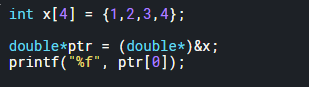 int x[4] = {1,2,3,4};
double*ptr = (double*)&x;
printf("%f", ptr[0]);